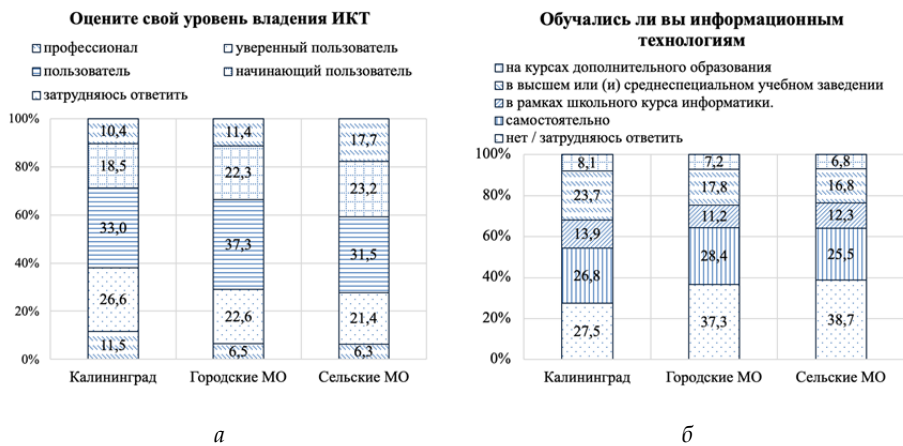 Оцените свой уровень владения ИКТ
профессионал
уверенный пользователь
пользователь
начинающий пользователь
затрудняюсь ответить
100%
80%
60%
40%
20%
0%
10,4
18,5
33,0
26,6
11,5
11,4
22,3
37,3
22,6
6,5
17,7
23,2
31,5
21,4
6,3
Калининград Городские МО Сельские МО
а
Обучались ли вы информационным
технологиям
на курсах дополнительного образования
в высшем или (и) среднеспециальном учебном заведении
в рамках школьного курса информатики.
самостоятельно
нет / затрудняюсь ответить
100%
80%
60%
40%
20%
0%
8,1
23,7
13,9
26,8
27,5
7,2
17,8
11,2
28,4
37,3
6,8
16,8
12,3
25,5
38,7
Калининград Городские МО Сельские МО
б